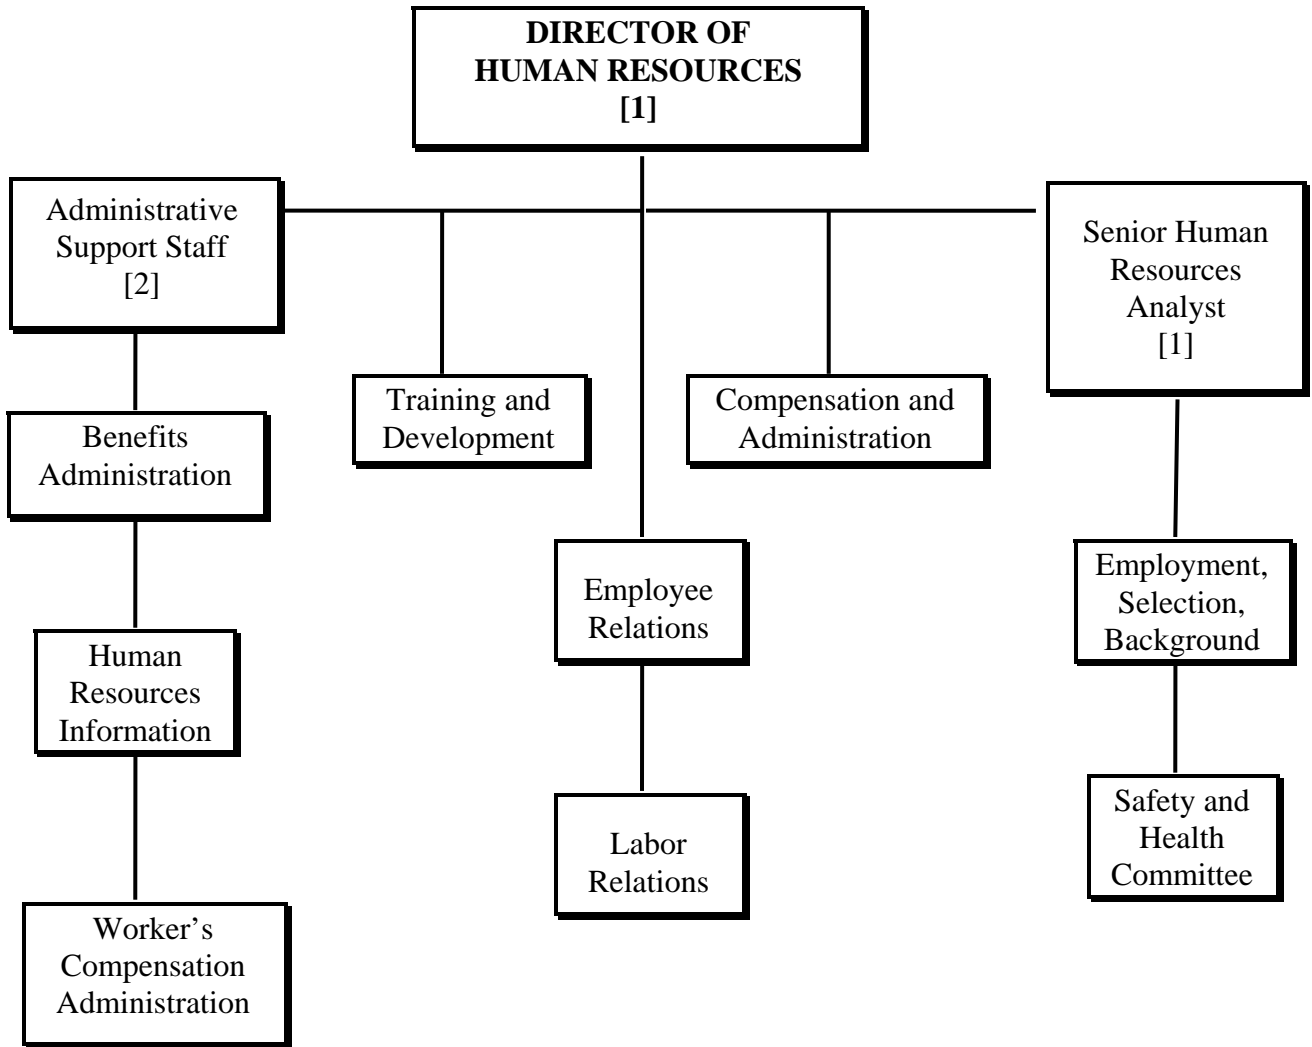 DIRECTOR OF
HUMAN RESOURCES
[1]
Administrative
Support Staff
[2]
Senior Human
Resources
Analyst
[1]
Training and
Development
Compensation and
Administration
Benefits
Administration
Employee
Relations
Employment,
Selection,
Background
Human
Resources
Information
Labor
Relations
Safety and
Health
Committee
Worker’s
Compensation
Administration